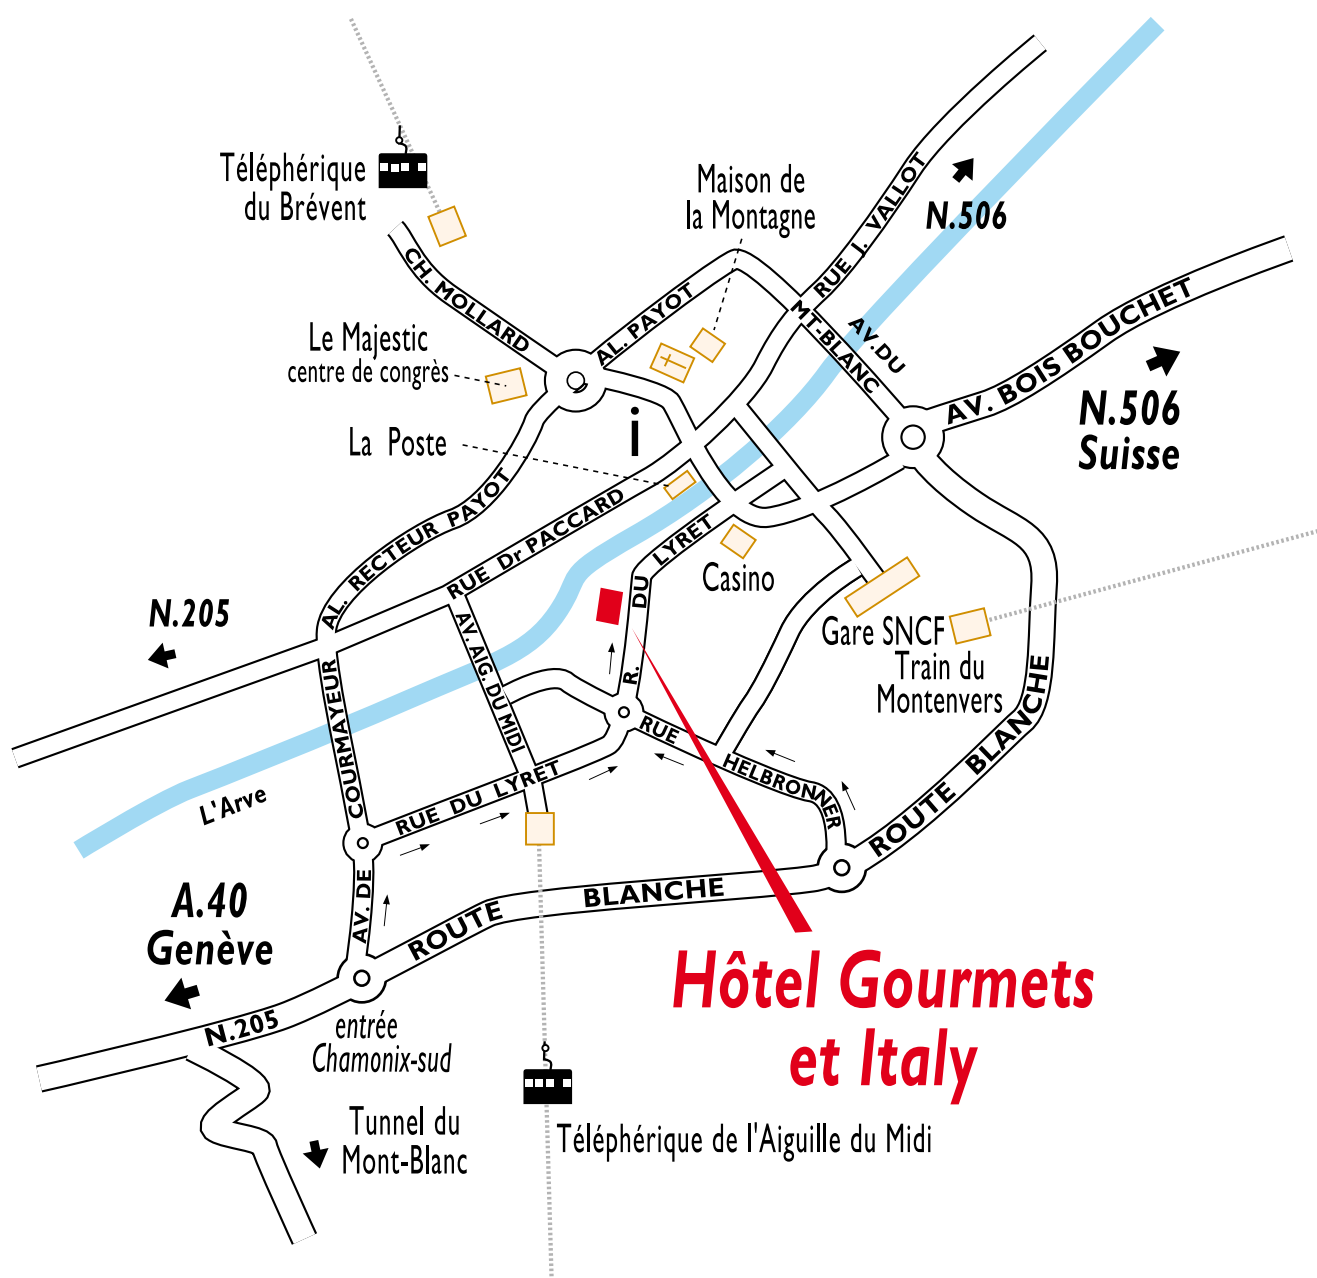 Téléphérique
du Brévent
Maison de
la Montagne
N.506
RUE J. VALLOT
CH. MOLLARD
AL. PAYOT
MT-BLANC
AV.DU
Le Majestic
centre de congrès
AV. BOIS BOUCHET
N.506
Suisse
La Poste
i
AL. RECTEUR PAYOT
RUE Dr PACCARD
R. DU LYRET
Casino
N.205
AV. AIG. DU MIDI
Gare SNCF
Train du
Montenvers
AV. DE COURMAYEUR
RUE HELBRONNER
L'Arve
RUE DU LYRET
ROUTE BLANCHE
A.40
Genève
ROUTE BLANCHE
Hôtel Gourmets
et Italy
N.205
entrée
Chamonix-sud
Tunnel du
Mont-Blanc
Téléphérique de l'Aiguille du Midi